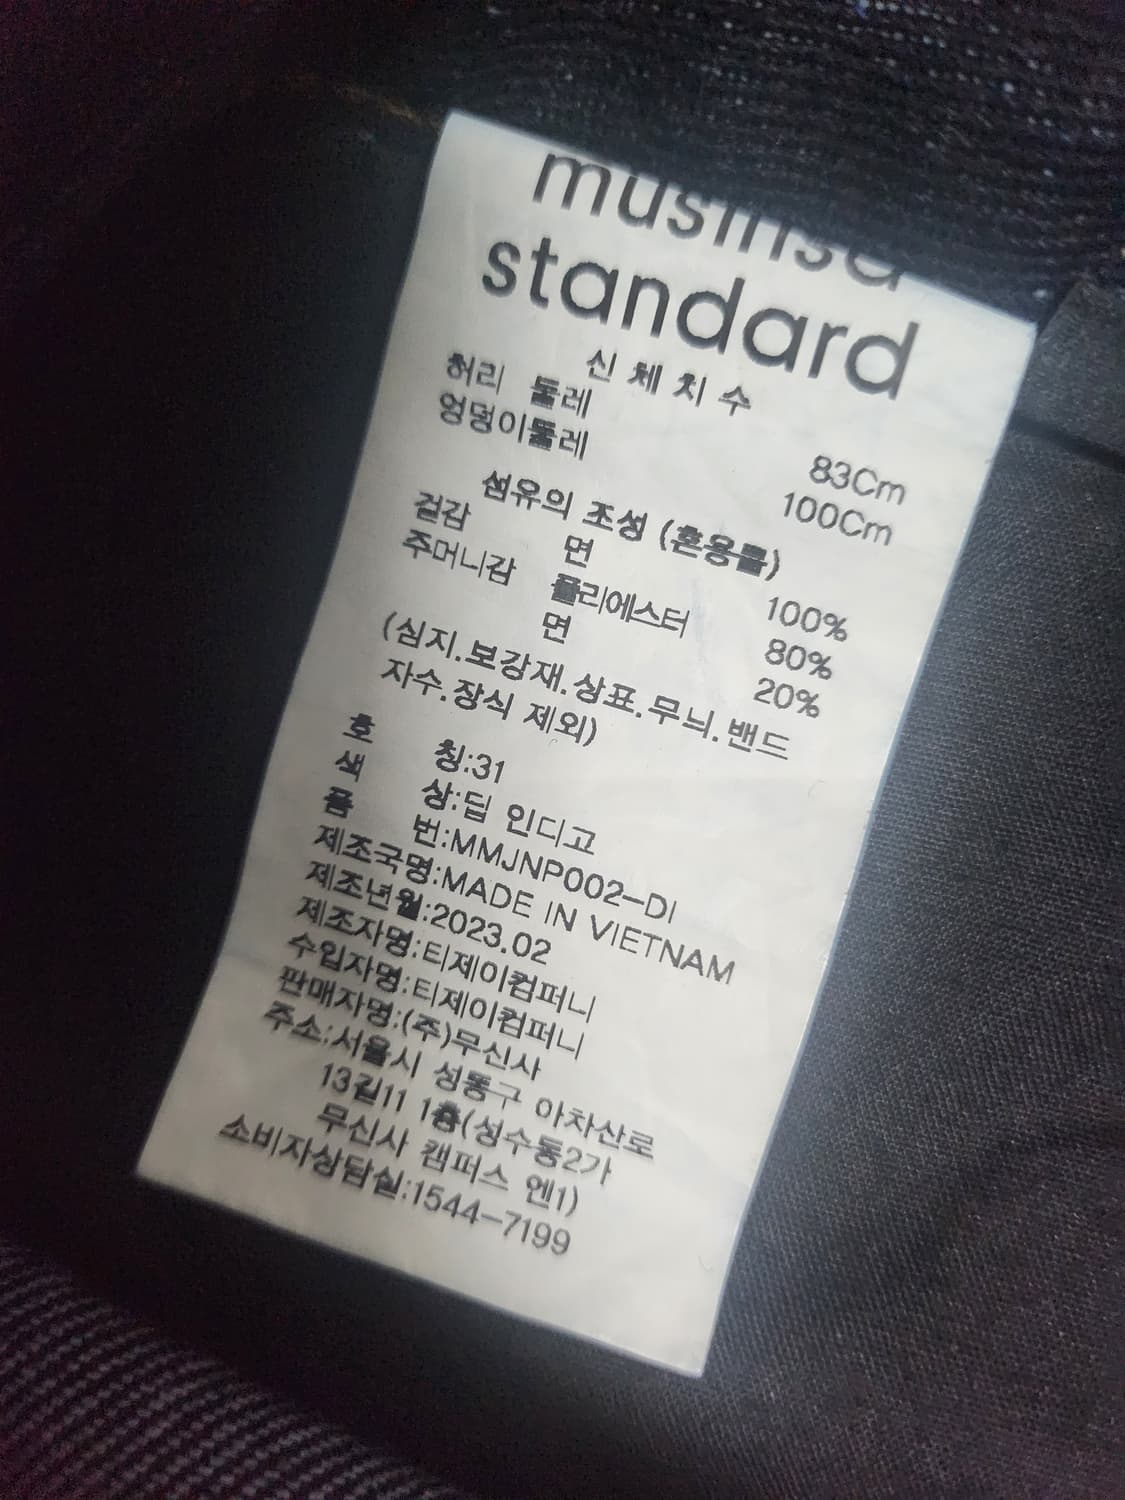 musinsa
standard
신 체 치 수
허리 둘레 83Cm
엉덩이둘레 100Cm
섬유의 조성 (혼용률)
겉감 면 100%
주머니감 폴리에스터 80%
면 20%
(심지.보강재.상표.무늬.밴드
자수.장식 제외)
호 칭:31
색 상:딥 인디고
품 번:MMJNP002-DI
제조국명:MADE IN VIETNAM
제조년월:2023.02
제조자명:티제이컴퍼니
수입자명:티제이컴퍼니
판매자명:(주)무신사
주소:서울시 성동구 아차산로
13길11 1층(성수동2가
무신사 캠퍼스 엔1)
소비자상담실:1544-7199